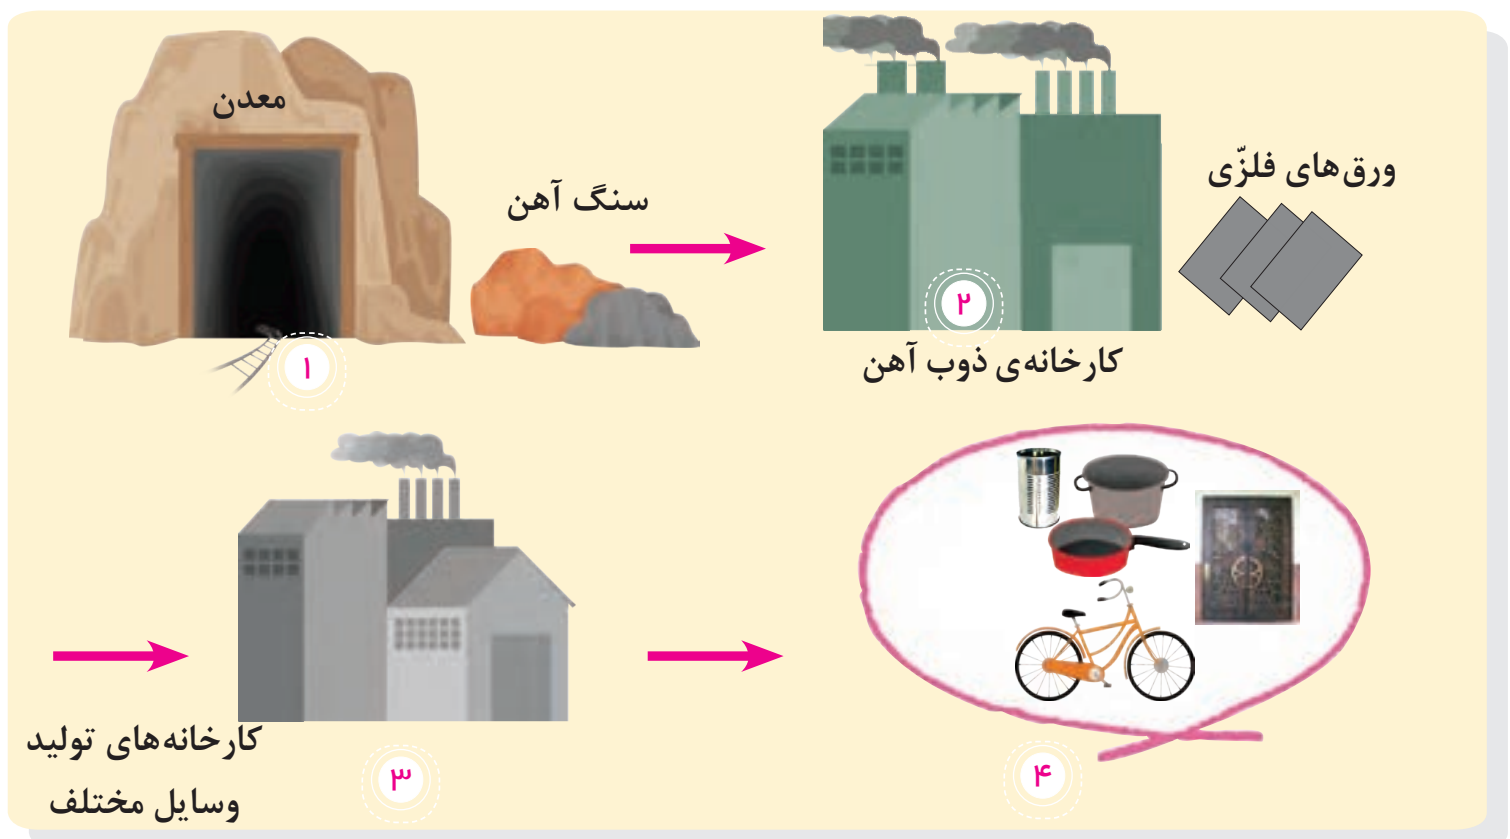 معدن
سنگ آهن
۱
ورق‌های فلزّی
۲
کارخانه‌ی ذوب آهن
کارخانه‌های تولید
وسایل مختلف
۳
۴